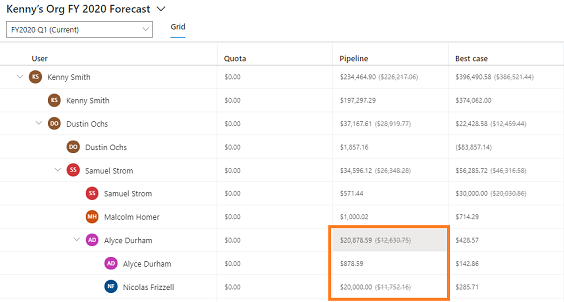 Kenny's Org FY 2020 Forecast
FY2020 Q1 (Current)
Grid
User Quota Pipeline Best case
KS Kenny Smith $0.00 $234,464.90 ($226,217.06) $396,490.58 ($386,521.44)
KS Kenny Smith $0.00 $197,297.29 $374,062.00
DO Dustin Ochs $0.00 $37,167.61 ($28,919.77) $22,428.58 ($12,459.44)
DO Dustin Ochs $0.00 $1,857.16 ($83,857.14)
SS Samuel Strom $0.00 $34,596.12 ($26,348.28) $56,285.72 ($46,316.58)
SS Samuel Strom $0.00 $571.44 $30,000.00 ($20,030.86)
MH Malcolm Homer $0.00 $1,000.02 $714.29
AD Alyce Durham $0.00 $20,878.59 ($12,630.75) $428.57
AD Alyce Durham $0.00 $878.59 $142.86
NF Nicolas Frizzell $0.00 $20,000.00 ($11,752.16) $285.71